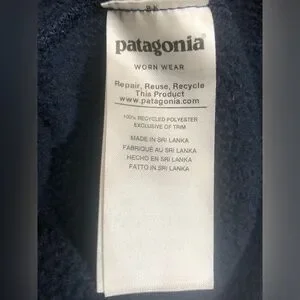 patagonia®
WORN WEAR
Repair, Reuse, Recycle
This Product
www.patagonia.com
100% RECYCLED POLYESTER
EXCLUSIVE OF TRIM
MADE IN SRI LANKA
FABRIQUÉ AU SRI LANKA
HECHO EN SRI LANKA
FATTO IN SRI LANKA